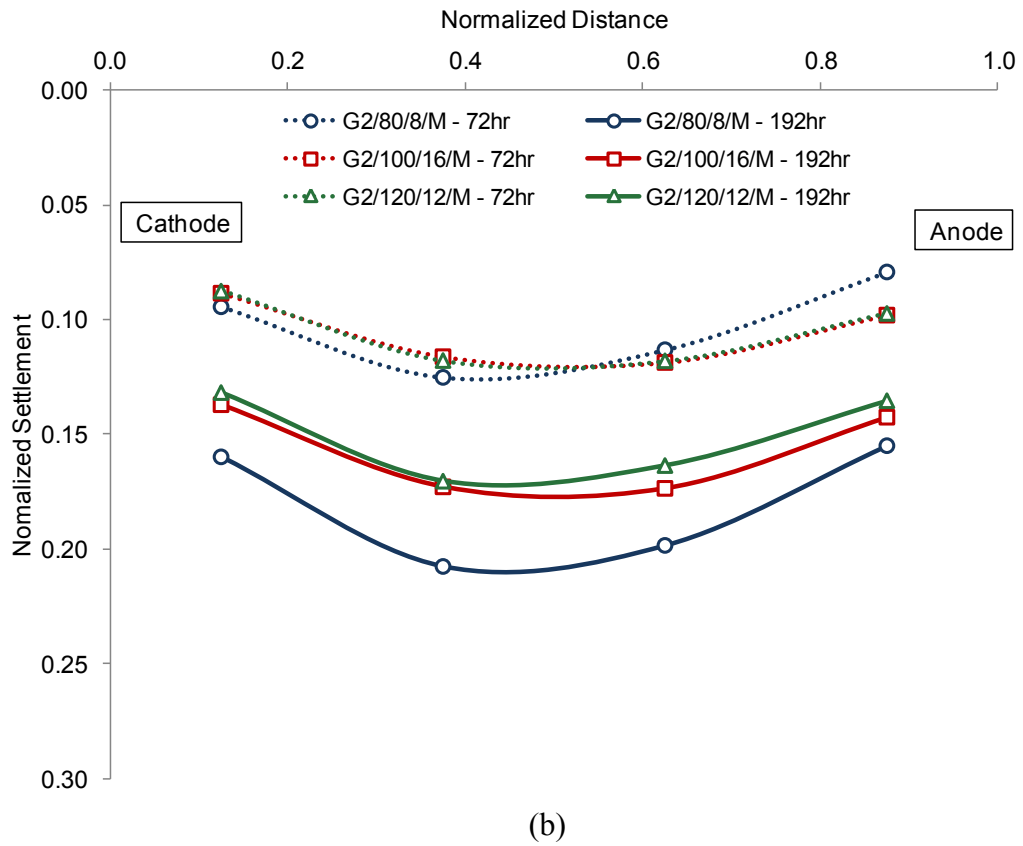 Normalized Distance
0.0 0.2 0.4 0.6 0.8 1.0
0.00
G2/80/8/M - 72hr G2/80/8/M - 192hr
G2/100/16/M - 72hr G2/100/16/M - 192hr
G2/120/12/M - 72hr G2/120/12/M - 192hr
0.05
Cathode
Anode
0.10
0.15
Nomalized Settlement
0.20
0.25
0.30
(b)